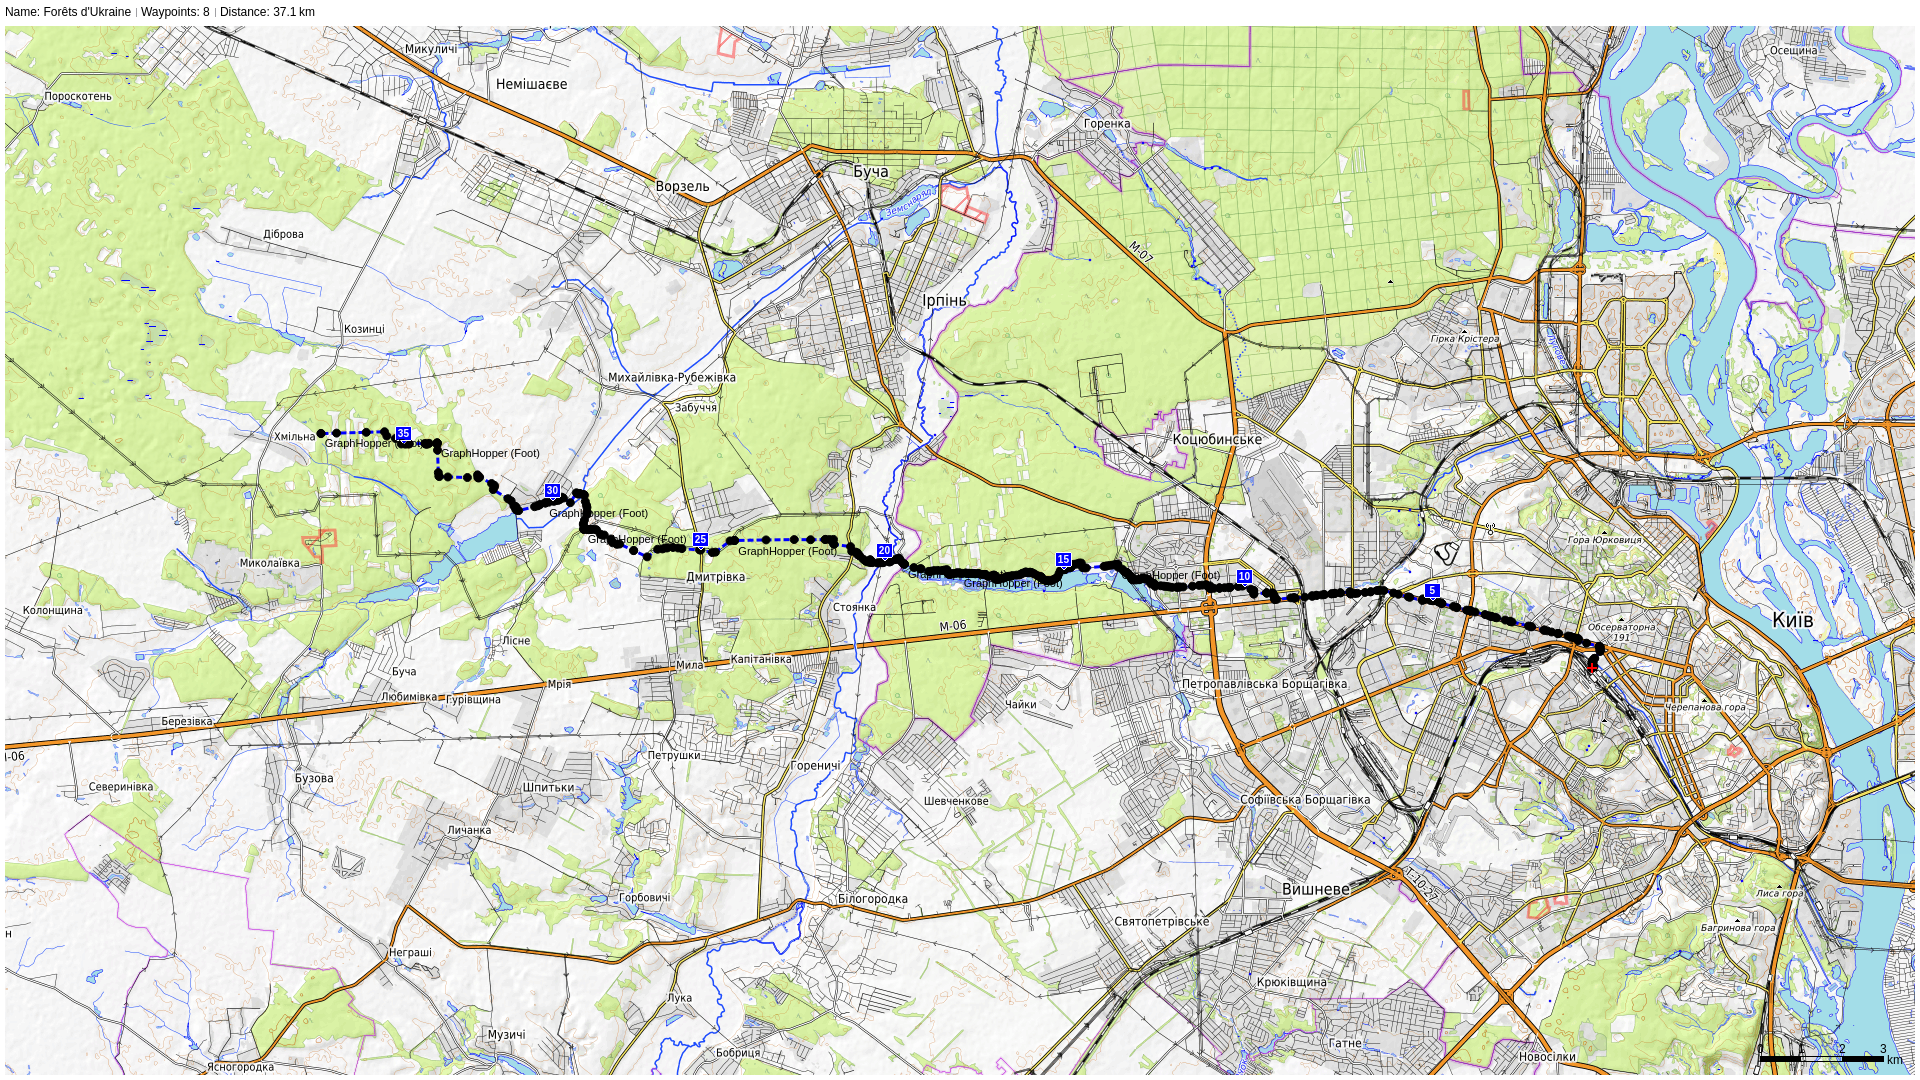 Name: Forêts d'Ukraine | Waypoints: 8 | Distance: 37.1 km
Микуличі
Осещина
Немішаєве
Пороскотень
Горенка
Буча
Ворзель
Земснаряд
Діброва
М-07
Ірпінь
Козинці
Гірка Крістера
Михайлівка-Рубежівка
Забуччя
Хмільна
35
GraphHopper (Foot)
Коцюбинське
GraphHopper (Foot)
30
GraphHopper (Foot)
GraphHopper (Foot)
25
GraphHopper (Foot)
20
15
10
5
Гора Юрковиця
Миколаївка
Дмитрівка
GraphHopper (Foot)
Hopper (Foot)
Колонщина
Стоянка
М-06
Обсерваторна
191
Київ
Лісне
Буча
Мила
Капітанівка
Мрія
Петропавлівська Борщагівка
Любимівка
Гурівщина
Чайки
Черепанова гора
Березівка
-06
Петрушки
Гореничі
Бузова
Северинівка
Шпитьки
Шевченкове
Софіївська Борщагівка
Личанка
Т-10-27
Вишневе
Лиса гора
Горбовичі
Білогородка
Святопетрівське
Багринова гора
н
Неграші
Крюківщина
Лука
Музичі
Бобриця
Гатне
Новосілки
Ясногородка
0 1 2 3
km